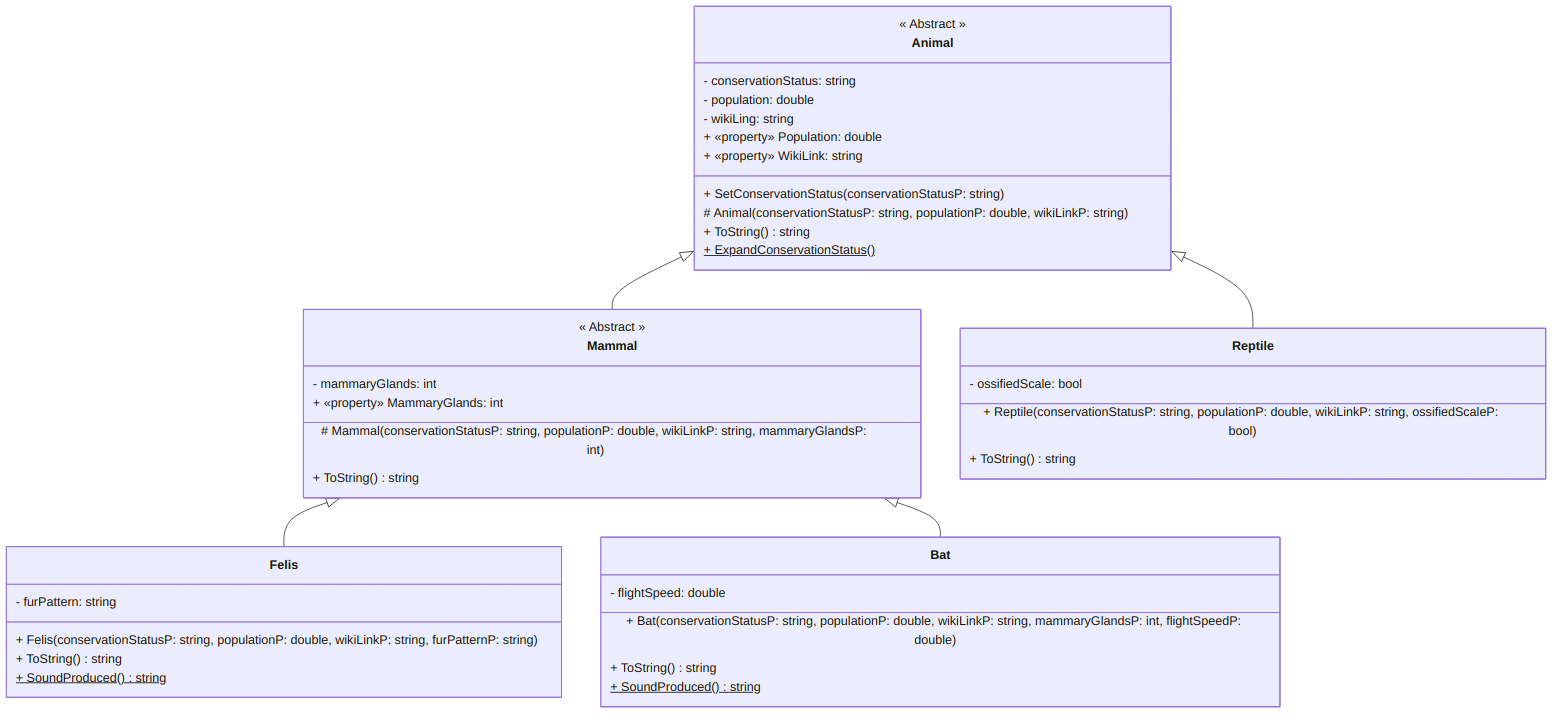 « Abstract »
Animal
- conservationStatus: string
- population: double
- wikiLing: string
+ «property» Population: double
+ «property» WikiLink: string
+ SetConservationStatus(conservationStatusP: string)
# Animal(conservationStatusP: string, populationP: double, wikiLinkP: string)
+ ToString() : string
+ ExpandConservationStatus()
« Abstract »
Mammal
- mammaryGlands: int
+ «property» MammaryGlands: int
# Mammal(conservationStatusP: string, populationP: double, wikiLinkP: string, mammaryGlandsP:
int)
+ ToString() : string
Reptile
- ossifiedScale: bool
+ Reptile(conservationStatusP: string, populationP: double, wikiLinkP: string, ossifiedScaleP:
bool)
+ ToString() : string
Felis
- furPattern: string
+ Felis(conservationStatusP: string, populationP: double, wikiLinkP: string, furPatternP: string)
+ ToString() : string
+ SoundProduced() : string
Bat
- flightSpeed: double
+ Bat(conservationStatusP: string, populationP: double, wikiLinkP: string, mammaryGlandsP: int, flightSpeedP:
double)
+ ToString() : string
+ SoundProduced() : string